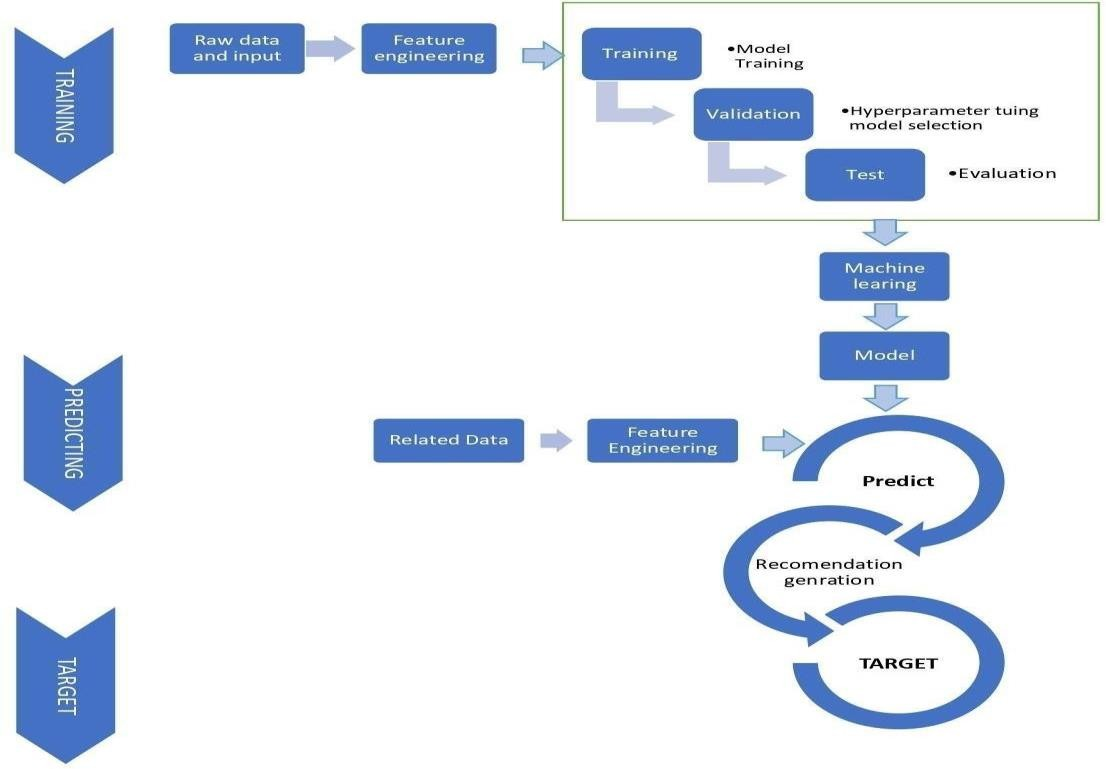 TRAINING
Raw data
and input
Feature
engineering
Training
•Model
Training
Validation
•Hyperparameter tuing
model selection
Test
•Evaluation
Machine
learing
Model
PREDICTING
Related Data
Feature
Engineering
Predict
Recomendation
genration
TARGET
TARGET